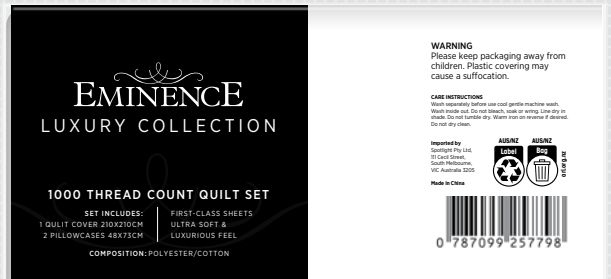 EMINENCE
LUXURY COLLECTION
1000 THREAD COUNT QUILT SET
SET INCLUDES:
1 QULIT COVER 210X210CM
2 PILLOWCASES 48X73CM
FIRST-CLASS SHEETS
ULTRA SOFT &
LUXURIOUS FEEL
COMPOSITION: POLYESTER/COTTON
WARNING
Please keep packaging away from
children. Plastic covering may
cause a suffocation.
CARE INSTRUCTIONS
Wash separately before use cool gentle machine wash.
Wash inside out. Do not bleach, soak or wring. Line dry in
shade. Do not tumble dry. Warm iron on reverse if desired.
Do not dry clean.
Imported by
Spotlight Pty Ltd,
111 Cecil Street,
South Melbourne,
VIC Australia 3205
Made in China
AUS/NZ
Label
AUS/NZ
Bag
arl.org.nz
0 787099 257798